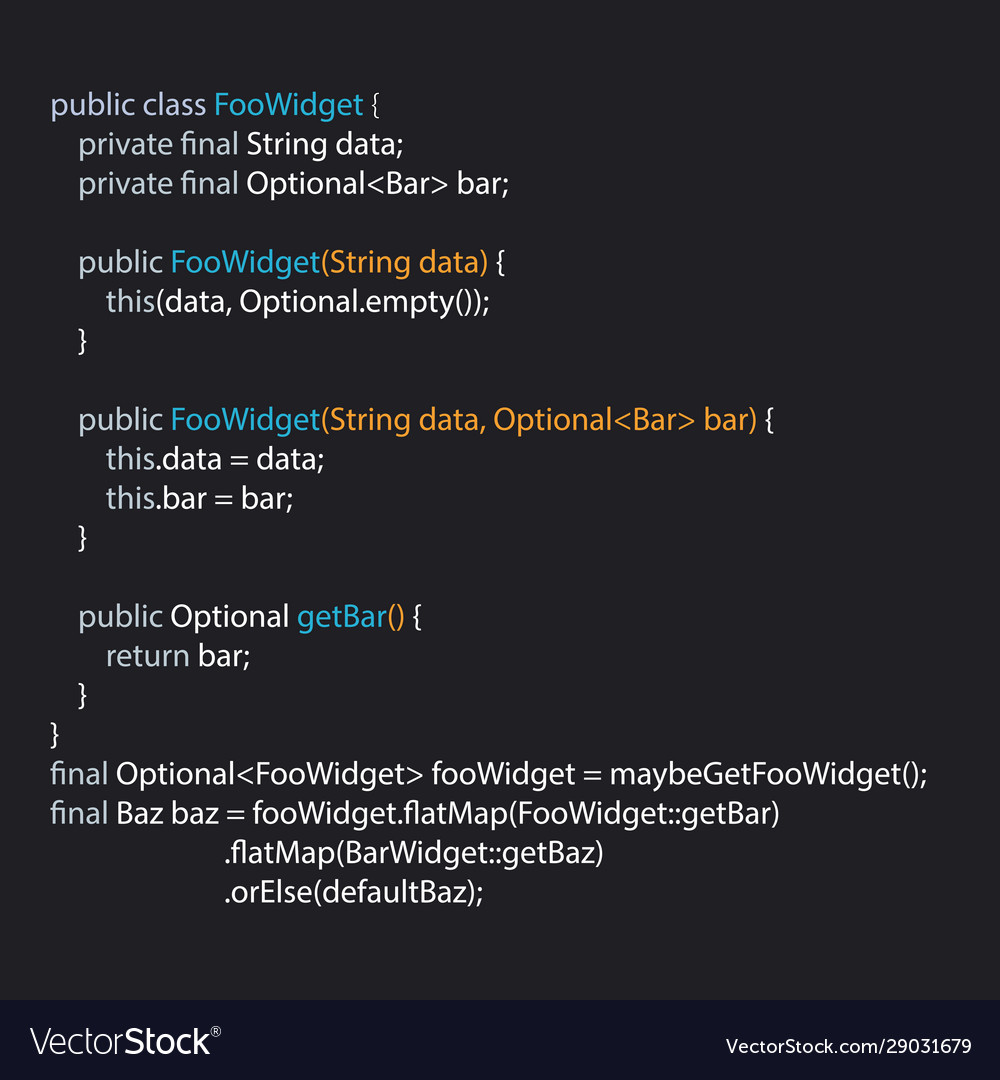 public class FooWidget {
    private final String data;
    private final Optional<Bar> bar;

    public FooWidget(String data) {
        this(data, Optional.empty());
    }

    public FooWidget(String data, Optional<Bar> bar) {
        this.data = data;
        this.bar = bar;
    }

    public Optional getBar() {
        return bar;
    }
}
final Optional<FooWidget> fooWidget = maybeGetFooWidget();
final Baz baz = fooWidget.flatMap(FooWidget::getBar)
                         .flatMap(BarWidget::getBaz)
                         .orElse(defaultBaz);
VectorStock®
VectorStock.com/29031679